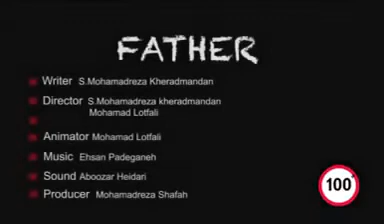 FATHER
Writer S.Mohamadreza Kheradmandan
Director S.Mohamadreza kheradmandan
Mohamad Lotfali
Animator Mohamad Lotfali
Music Ehsan Padeganeh
Sound Aboozar Heidari
Producer Mohamadreza Shafah
100